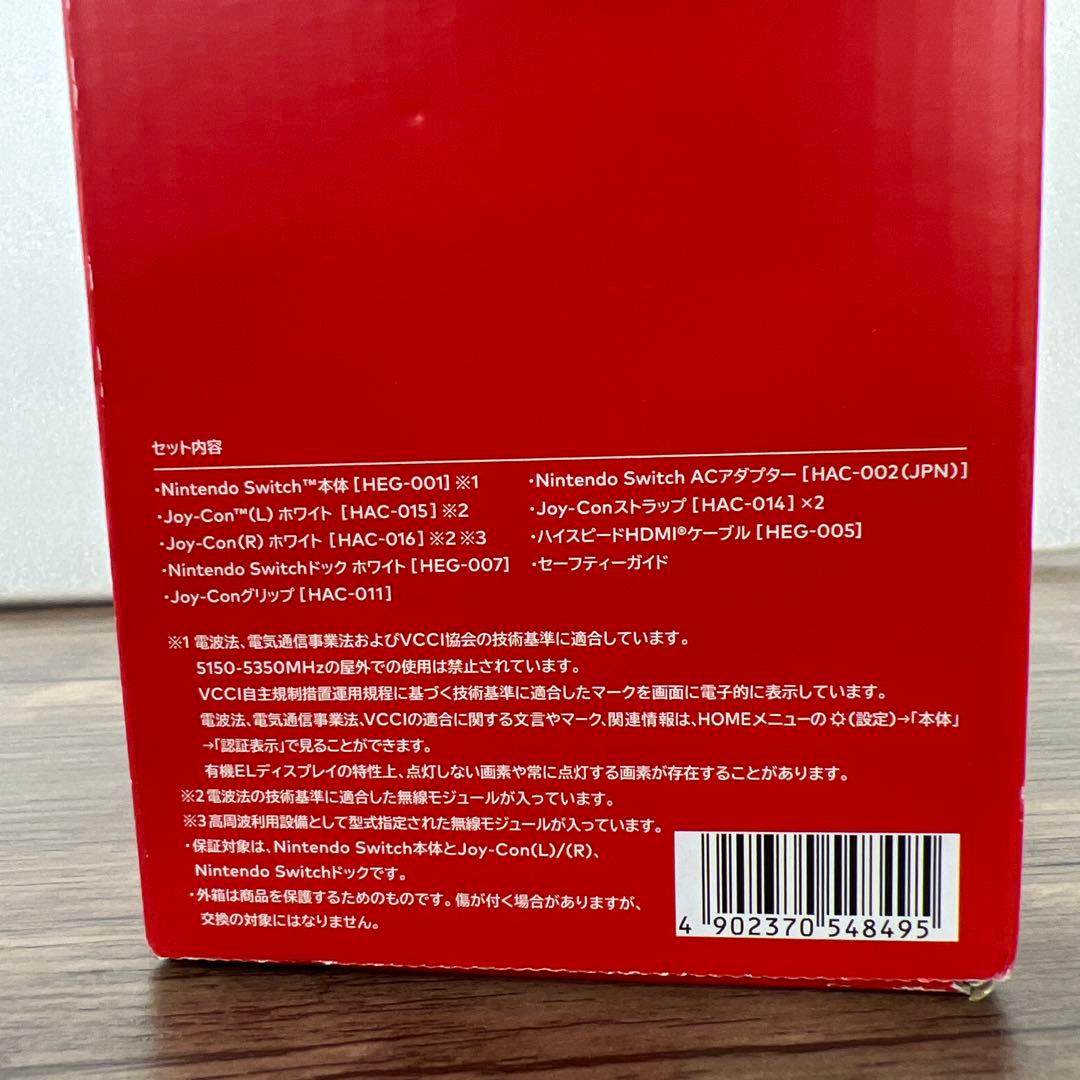 セット内容
・Nintendo Switch™本体 [HEG-001] ※1
・Joy-Con™(L) ホワイト [HAC-015] ※2
・Joy-Con(R) ホワイト [HAC-016] ※2 ※3
・Nintendo Switchドック ホワイト [HEG-007]
・Joy-Conグリップ [HAC-011]
・Nintendo Switch ACアダプター [HAC-002(JPN)]
・Joy-Conストラップ [HAC-014] ×2
・ハイスピードHDMI®ケーブル [HEG-005]
・セーフティーガイド
※1 電波法、電気通信事業法およびVCCI協会の技術基準に適合しています。
5150-5350MHzの屋外での使用は禁止されています。
VCCI自主規制措置運用規程に基づく技術基準に適合したマークを画面に電子的に表示しています。
電波法、電気通信事業法、VCCIの適合に関する文言やマーク、関連情報は、HOMEメニューの (設定)→「本体」
→「認証表示」で見ることができます。
有機ELディスプレイの特性上、点灯しない画素や常に点灯する画素が存在することがあります。
※2 電波法の技術基準に適合した無線モジュールが入っています。
※3 高周波利用設備として型式指定された無線モジュールが入っています。
・保証対象は、Nintendo Switch本体とJoy-Con(L)/(R)、
Nintendo Switchドックです。
・外箱は商品を保護するためのものです。傷が付く場合がありますが、
交換の対象にはなりません。
4 902370 548495